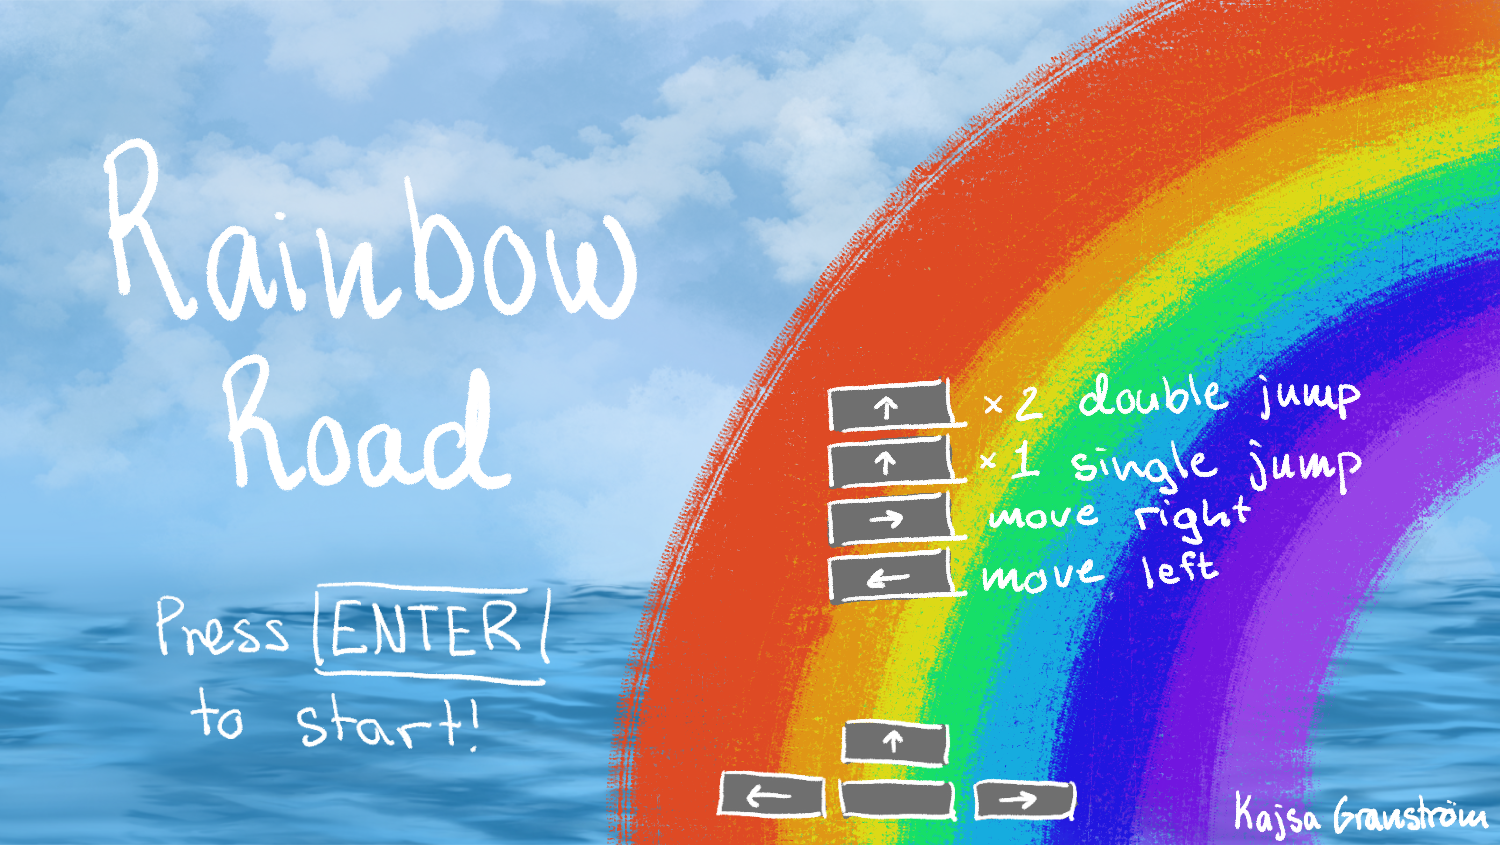 Rainbow
Road
Press ENTER
to start!
↑ ×2 double jump
↑ ×1 single jump
→ move right
← move left
↑
← →
Kajsa Granström